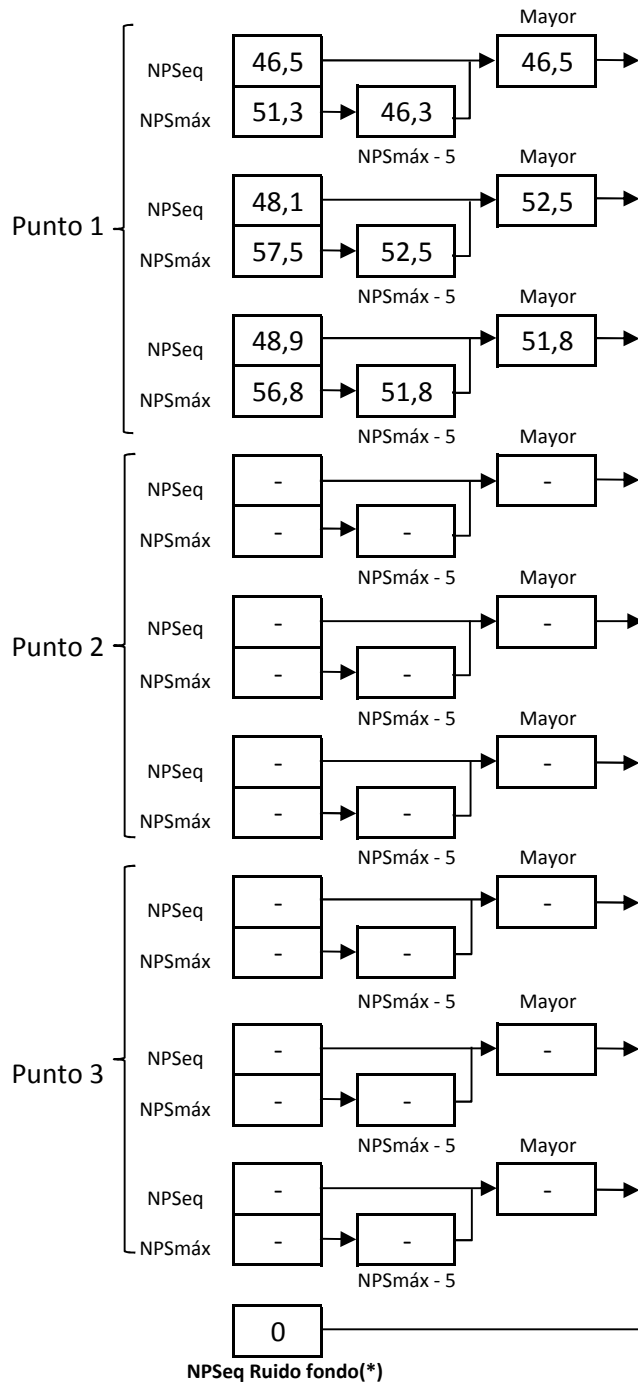 Mayor
NPSeq 46,5 46,5
NPSmáx 51,3 46,3
NPSmáx - 5 Mayor
Punto 1 NPSeq 48,1 52,5
NPSmáx 57,5 52,5
NPSmáx - 5 Mayor
NPSeq 48,9 51,8
NPSmáx 56,8 51,8
NPSmáx - 5 Mayor
NPSeq - -
NPSmáx - -
NPSmáx - 5 Mayor
Punto 2 NPSeq - -
NPSmáx - -
NPSmáx - 5 Mayor
NPSeq - -
NPSmáx - -
NPSmáx - 5 Mayor
NPSeq - -
NPSmáx - -
NPSmáx - 5 Mayor
Punto 3 NPSeq - -
NPSmáx - -
NPSmáx - 5 Mayor
NPSeq - -
NPSmáx - -
NPSmáx - 5
0
NPSeq Ruido fondo(*)